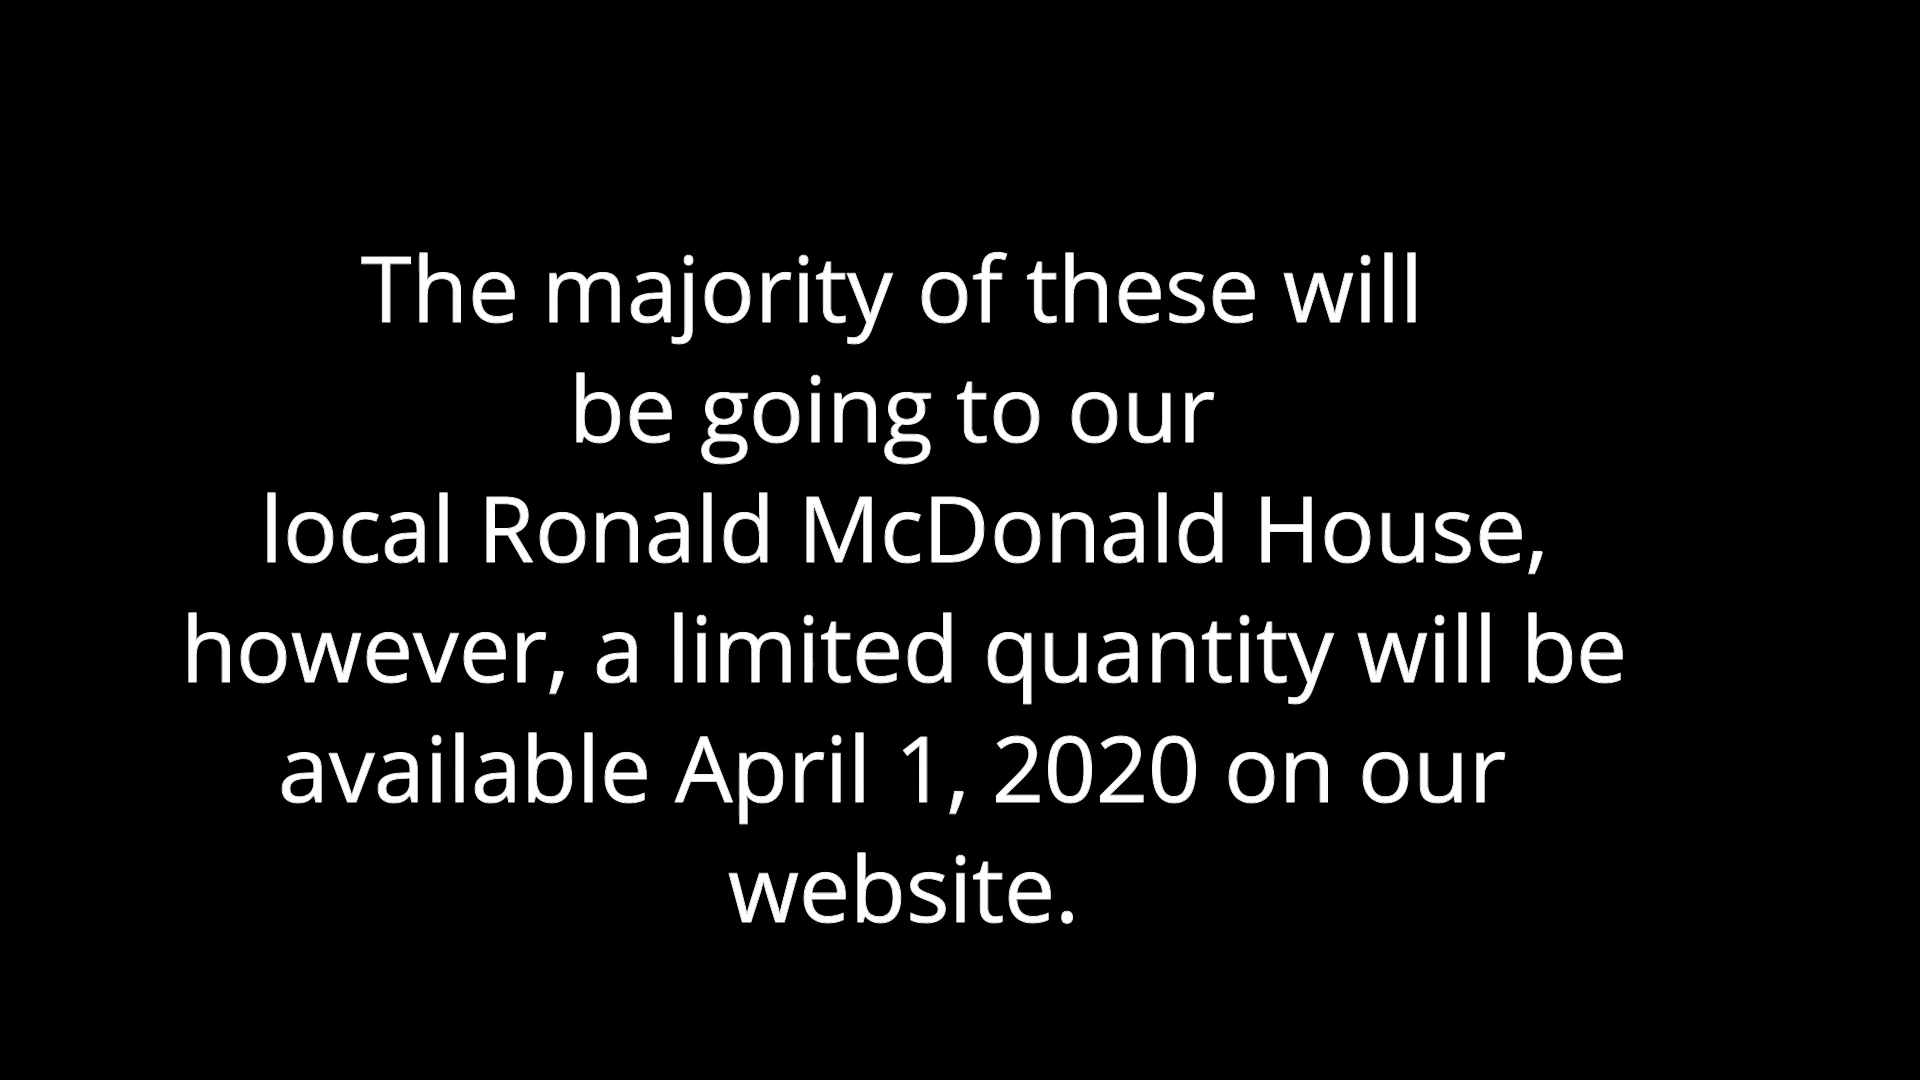 The majority of these will
be going to our
local Ronald McDonald House,
however, a limited quantity will be
available April 1, 2020 on our
website.